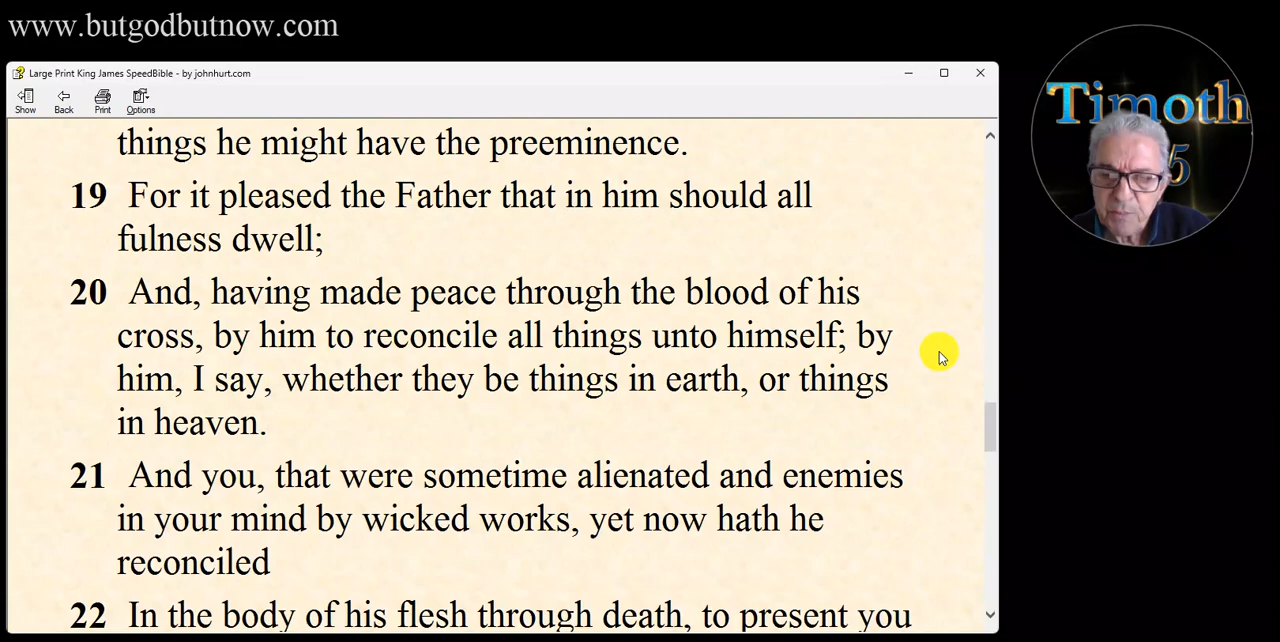 www.butgodbutnow.com
Large Print King James SpeedBible - by johnhurt.com
Show Back Print Options
things he might have the preeminence.
19 For it pleased the Father that in him should all
fulness dwell;
20 And, having made peace through the blood of his
cross, by him to reconcile all things unto himself; by
him, I say, whether they be things in earth, or things
in heaven.
21 And you, that were sometime alienated and enemies
in your mind by wicked works, yet now hath he
reconciled
22 In the body of his flesh through death, to present you
Timoth
5